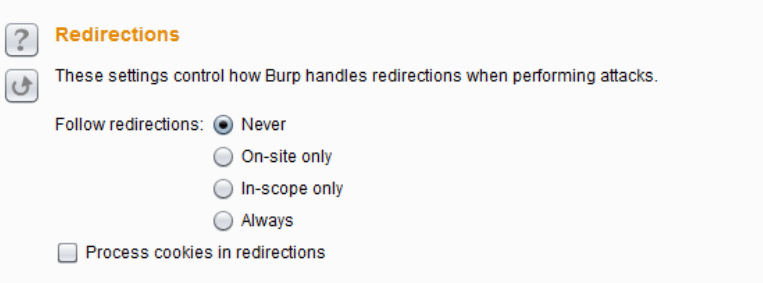 ?
Redirections
These settings control how Burp handles redirections when performing attacks.
Follow redirections: Never
On-site only
In-scope only
Always
Process cookies in redirections